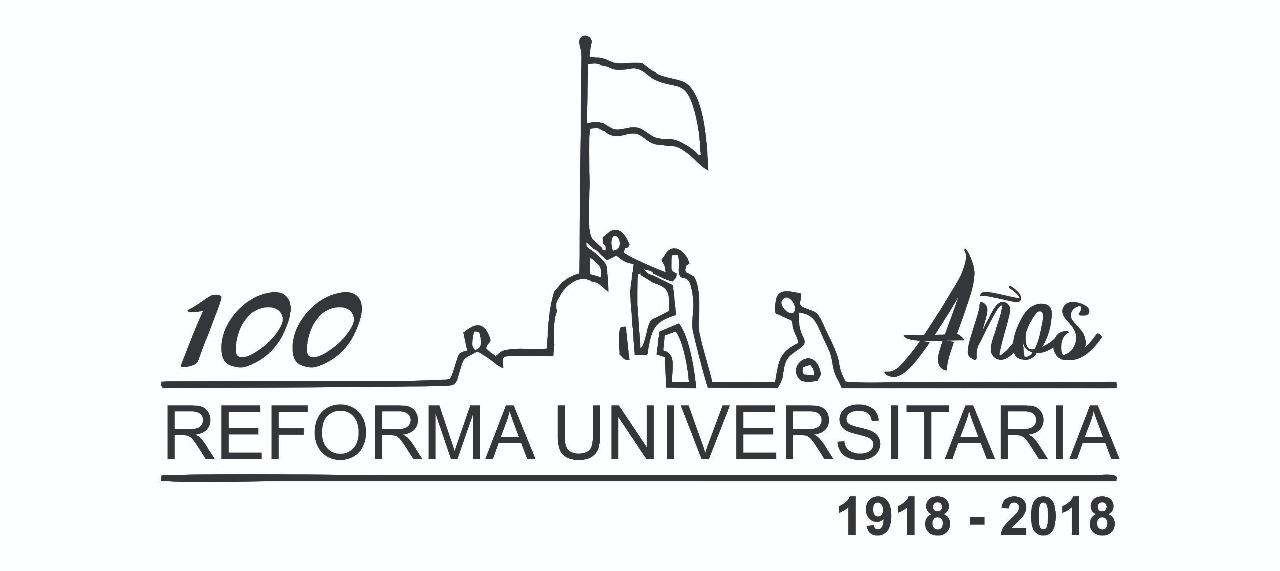 100 Años
REFORMA UNIVERSITARIA
1918 - 2018